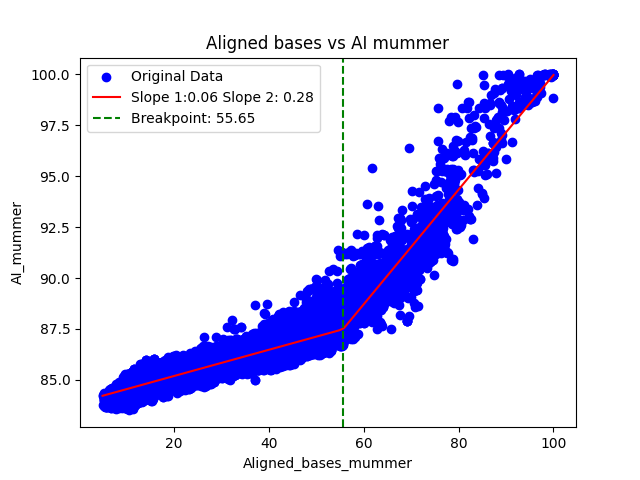 Aligned bases vs AI mummer
Original Data
Slope 1:0.06 Slope 2: 0.28
Breakpoint: 55.65
100.0
97.5
95.0
92.5
90.0
87.5
85.0
AI_mummer
20 40 60 80 100
Aligned_bases_mummer